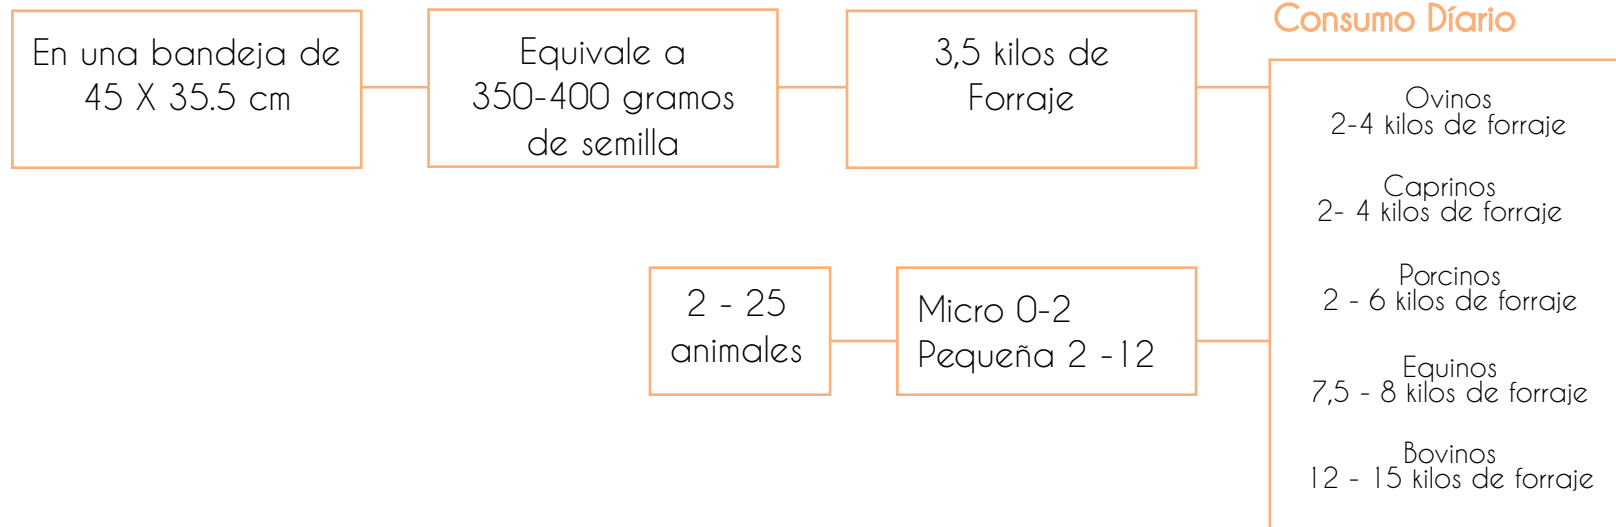 En una bandeja de
45 X 35.5 cm
Equivale a
350-400 gramos
de semilla
3,5 kilos de
Forraje
Consumo Díario
Ovinos
2-4 kilos de forraje
Caprinos
2- 4 kilos de forraje
Porcinos
2 - 6 kilos de forraje
Equinos
7,5 - 8 kilos de forraje
Bovinos
12 - 15 kilos de forraje
Micro 0-2
Pequeña 2 -12
2 - 25
animales